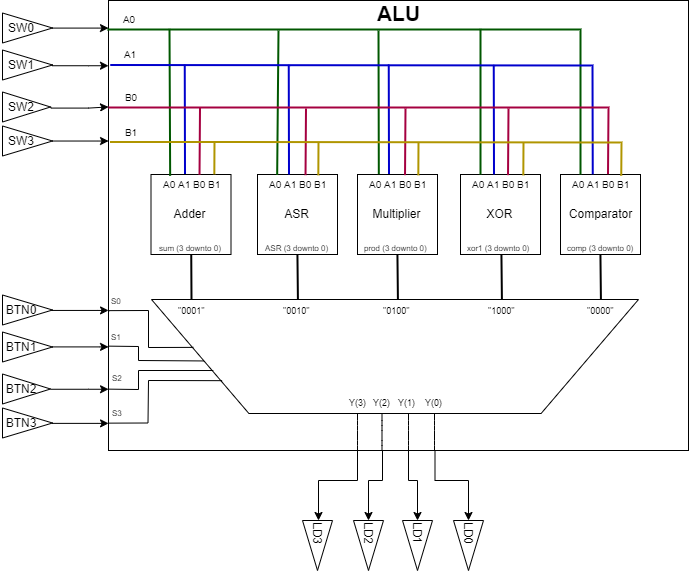 ALU
A0
SW0
A1
SW1
B0
SW2
B1
SW3
A0 A1 B0 B1
A0 A1 B0 B1
A0 A1 B0 B1
A0 A1 B0 B1
A0 A1 B0 B1
Adder
ASR
Multiplier
XOR
Comparator
sum (3 downto 0)
ASR (3 downto 0)
prod (3 downto 0)
xor1 (3 downto 0)
comp (3 downto 0)
S0
BTN0
"0001"
"0010"
"0100"
"1000"
"0000"
S1
BTN1
S2
BTN2
S3
BTN3
Y(3)
Y(2)
Y(1)
Y(0)
LD3
LD2
LD1
LD0